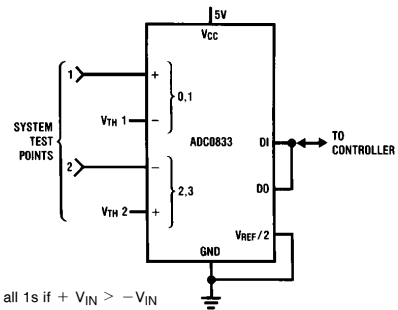 5V
VCC
1
+
0,1
VTH 1
−
SYSTEM
TEST
POINTS
ADC0833
DI
TO
CONTROLLER
2
−
2,3
DO
VTH 2
+
VREF/2
GND
all 1s if + VIN > −VIN